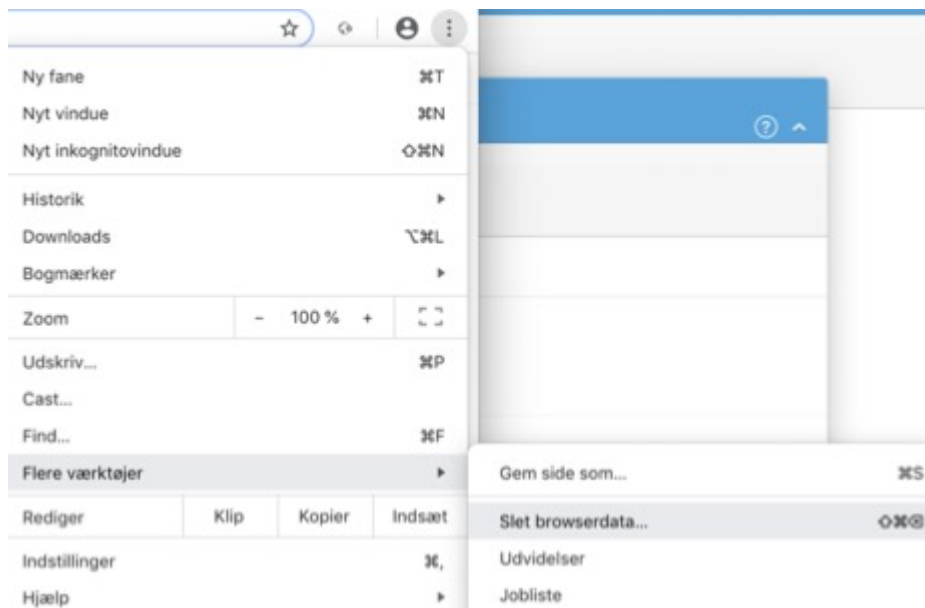 Ny fane ⌘T
Nyt vindue ⌘N
Nyt inkognitovindue ⇧⌘N
Historik
Downloads ⌥⌘L
Bogmærker
Zoom - 100 % +
Udskriv... ⌘P
Cast...
Find... ⌘F
Flere værktøjer
Rediger Klip Kopier Indsæt
Indstillinger ⌘,
Hjælp
Gem side som... ⌘S
Slet browserdata... ⇧⌘⌫
Udvidelser
Jobliste